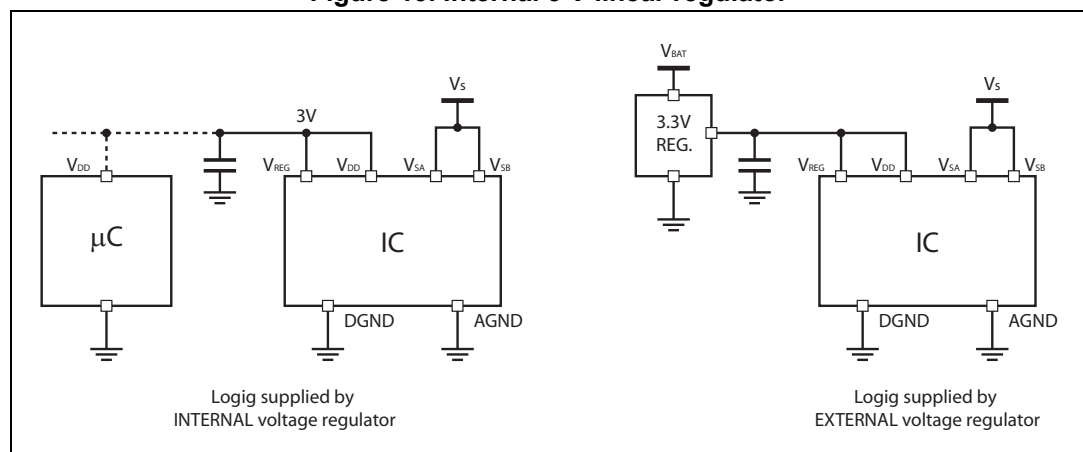 Figure Internal 3 V linear regulator
VBAT
Vs
3V
3.3V
REG.
Vs
VDD
VREG
VDD
VSA
VSB
VREG
VDD
VSA
VSB
µC
IC
IC
DGND
AGND
DGND
AGND
Logig supplied by
INTERNAL voltage regulator
Logig supplied by
EXTERNAL voltage regulator